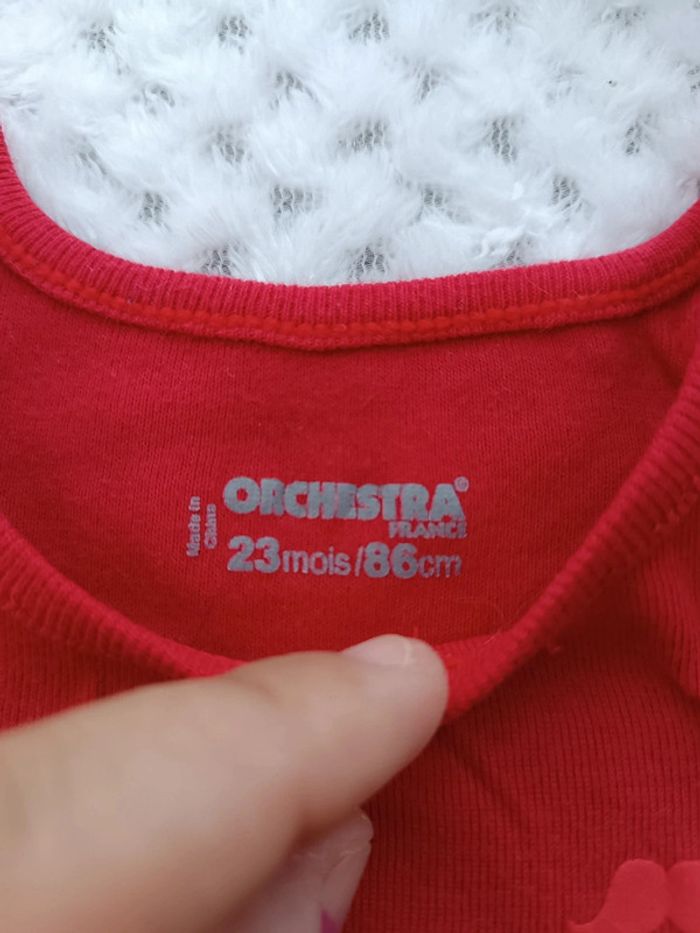 Made in
China
ORCHESTRA®
FRANCE
23mois/86cm